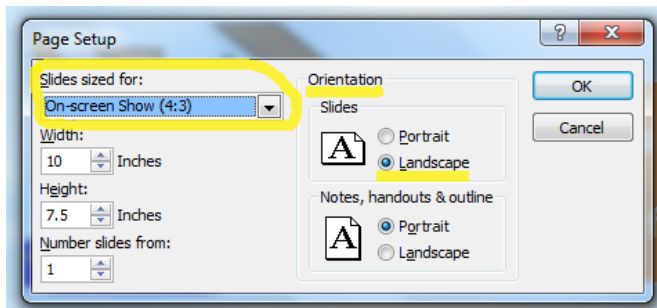 Page Setup
Slides sized for:
On-screen Show (4:3)
Width:
10 Inches
Height:
7.5 Inches
Number slides from:
1
Orientation
Slides
A
Portrait
Landscape
Notes, handouts & outline
A
Portrait
Landscape
OK
Cancel
?
X